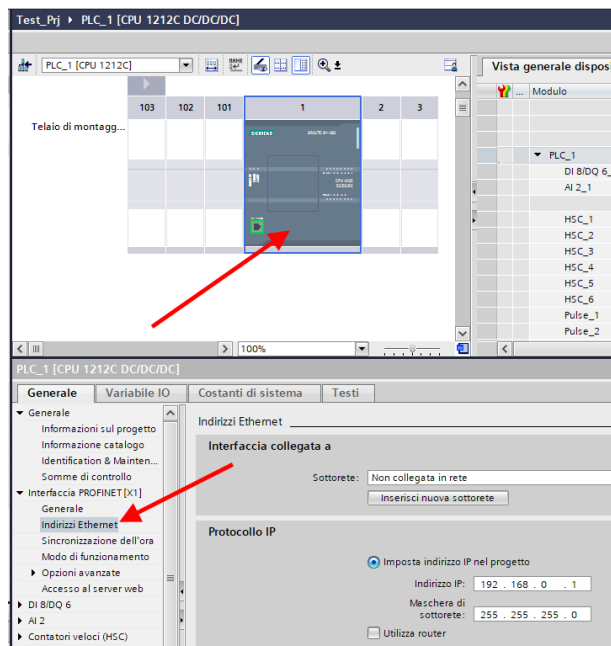 Test_Prj ▸ PLC_1 [CPU 1212C DC/DC/DC]
PLC_1 [CPU 1212C]
Vista generale disposi
... Modulo
103 102 101 1 2 3
Telaio di montagg...
SIEMENS SIMATIC S7-1200
PLC_1
DI 8/DQ 6_
AI 2_1
HSC_1
HSC_2
HSC_3
HSC_4
HSC_5
HSC_6
Pulse_1
Pulse_2
100%
PLC_1 [CPU 1212C DC/DC/DC]
Generale Variabile IO Costanti di sistema Testi
Generale
Informazioni sul progetto
Informazione catalogo
Identification & Mainten...
Somme di controllo
Interfaccia PROFINET [X1]
Generale
Indirizzi Ethernet
Sincronizzazione dell'ora
Modo di funzionamento
Opzioni avanzate
Accesso al server web
DI 8/DQ 6
AI 2
Contatori veloci (HSC)
Indirizzi Ethernet
Interfaccia collegata a
Sottorete: Non collegata in rete
Inserisci nuova sottorete
Protocollo IP
Imposta indirizzo IP nel progetto
Indirizzo IP: 192 . 168 . 0 . 1
Maschera di
sottorete: 255 . 255 . 255 . 0
Utilizza router